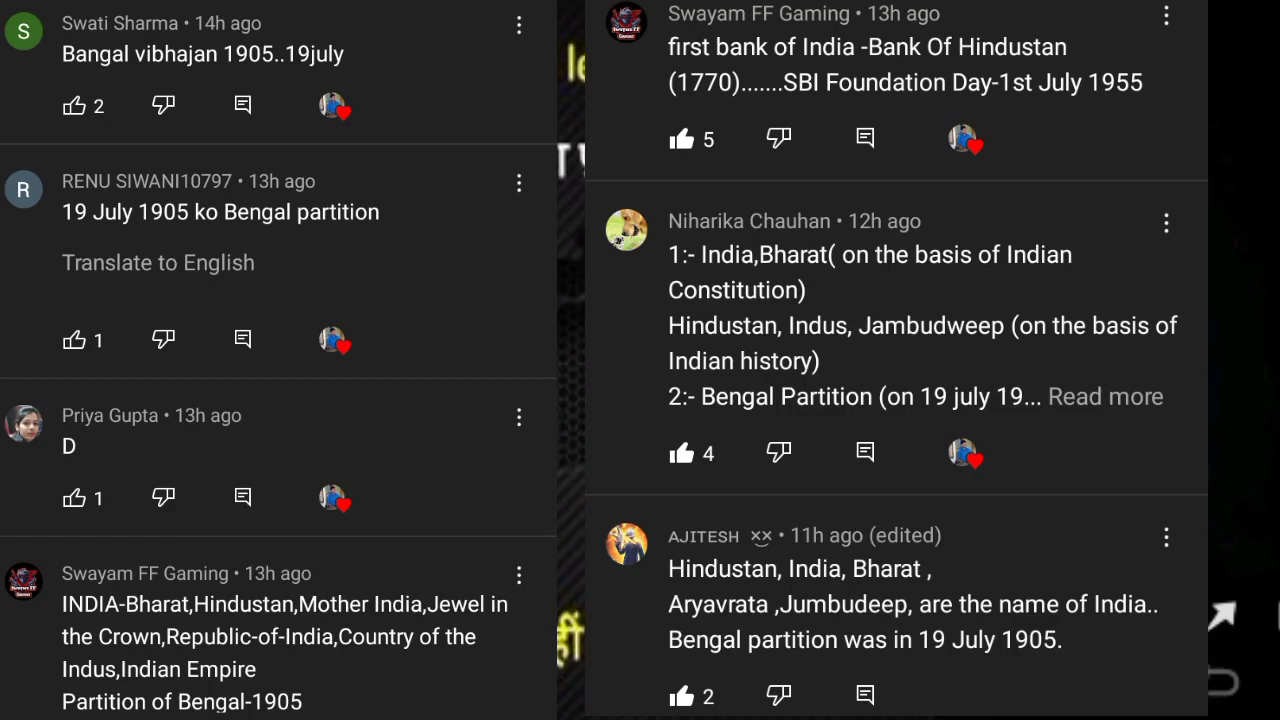 S
Swati Sharma • 14h ago
Bangal vibhajan 1905..19july
2
R
RENU SIWANI10797 • 13h ago
19 July 1905 ko Bengal partition
Translate to English
1
Priya Gupta • 13h ago
D
1
Swayam FF Gaming • 13h ago
INDIA-Bharat,Hindustan,Mother India,Jewel in
the Crown,Republic-of-India,Country of the
Indus,Indian Empire
Partition of Bengal-1905
Swayam FF Gaming • 13h ago
first bank of India -Bank Of Hindustan
(1770).......SBI Foundation Day-1st July 1955
5
Niharika Chauhan • 12h ago
1:- India,Bharat( on the basis of Indian
Constitution)
Hindustan, Indus, Jambudweep (on the basis of
Indian history)
2:- Bengal Partition (on 19 july 19... Read more
4
AJITESH ×͜× • 11h ago (edited)
Hindustan, India, Bharat ,
Aryavrata ,Jumbudeep, are the name of India..
Bengal partition was in 19 July 1905.
2